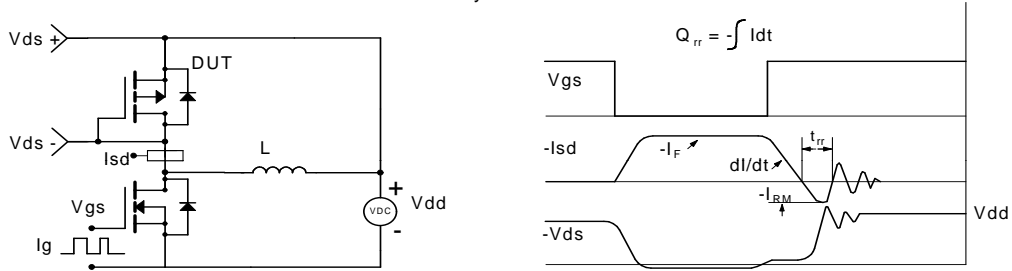 Vds +
DUT
Vds -
Isd
L
Vgs
Ig
+
VDC
-
Vdd
Q rr = -∫ Idt
Vgs
-Isd
-I F
dI/dt
t rr
-I RM
-Vds
Vdd